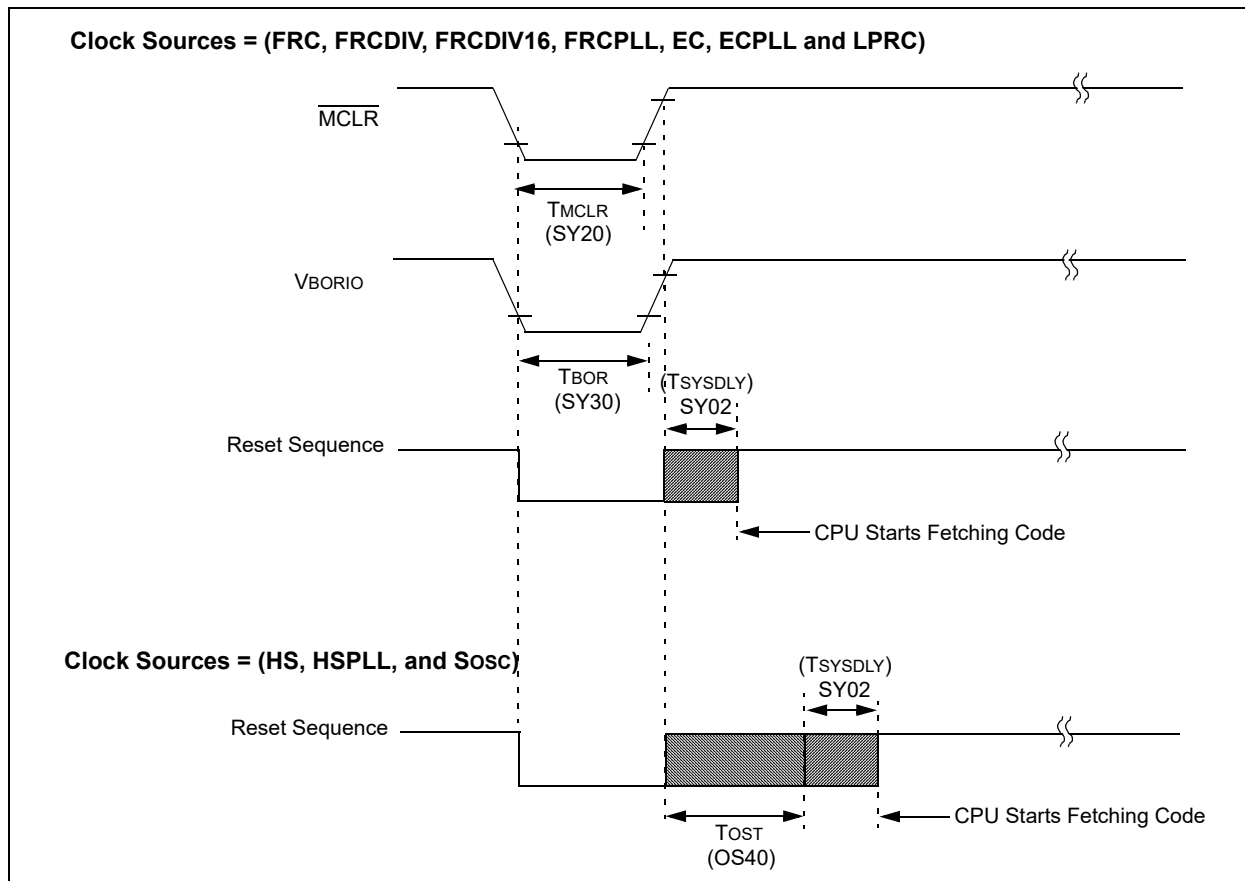 Clock Sources = (FRC, FRCDIV, FRCDIV16, FRCPLL, EC, ECPLL and LPRC)
MCLR
TMCLR
(SY20)
VBORIO
TBOR
(SY30)
(TSYSDLY)
SY02
Reset Sequence
CPU Starts Fetching Code
Clock Sources = (HS, HSPLL, and SOSC)
(TSYSDLY)
SY02
Reset Sequence
CPU Starts Fetching Code
TOST
(OS40)